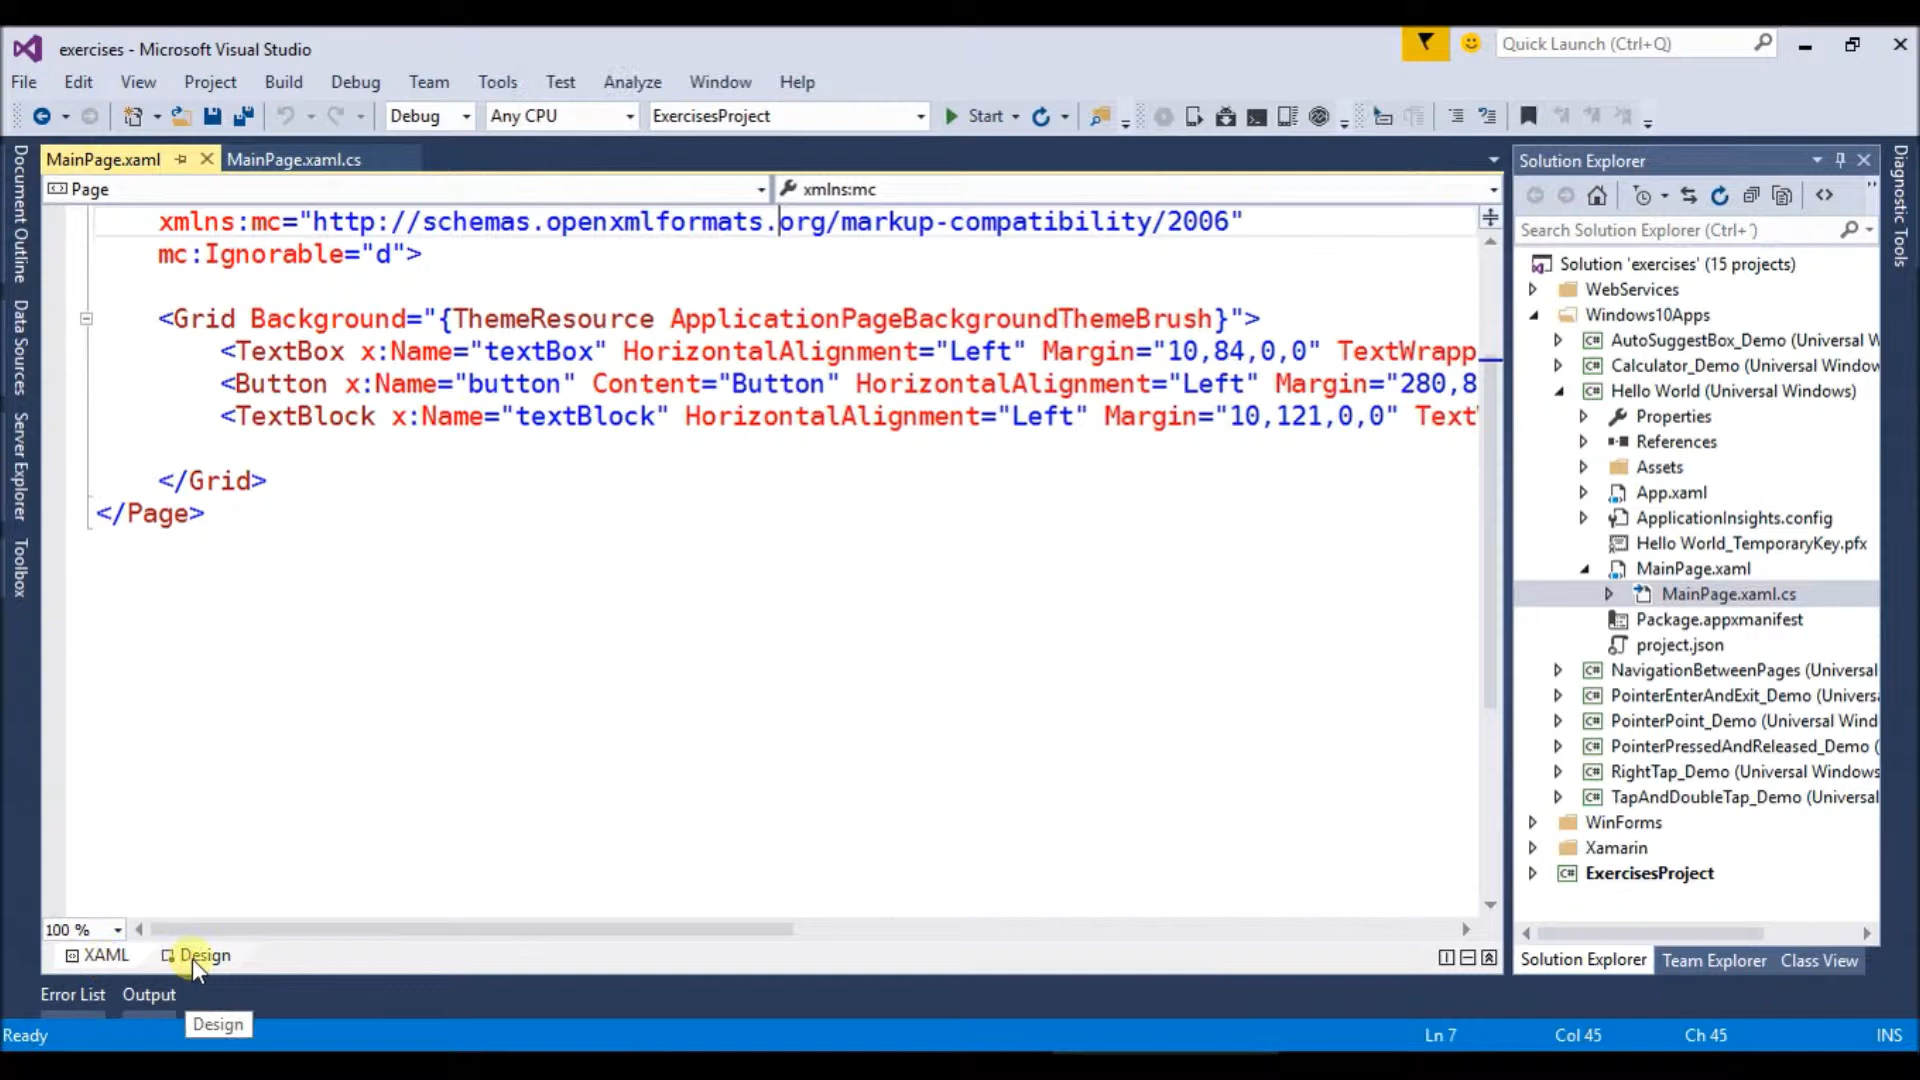 exercises - Microsoft Visual Studio
Quick Launch (Ctrl+Q)
File Edit View Project Build Debug Team Tools Test Analyze Window Help
Debug Any CPU ExercisesProject Start
MainPage.xaml MainPage.xaml.cs
Page xmlns:mc
xmlns:mc="http://schemas.openxmlformats.org/markup-compatibility/2006"
mc:Ignorable="d">
<Grid Background="{ThemeResource ApplicationPageBackgroundThemeBrush}">
<TextBox x:Name="textBox" HorizontalAlignment="Left" Margin="10,84,0,0" TextWrapp
<Button x:Name="button" Content="Button" HorizontalAlignment="Left" Margin="280,8
<TextBlock x:Name="textBlock" HorizontalAlignment="Left" Margin="10,121,0,0" Text
</Grid>
</Page>
100 %
XAML Design
Error List Output
Design
Ready
Ln 7 Col 45 Ch 45 INS
Document Outline
Data Sources
Server Explorer
Toolbox
Solution Explorer
Search Solution Explorer (Ctrl+¨)
Solution 'exercises' (15 projects)
WebServices
Windows10Apps
AutoSuggestBox_Demo (Universal W
Calculator_Demo (Universal Window
Hello World (Universal Windows)
Properties
References
Assets
App.xaml
ApplicationInsights.config
Hello World_TemporaryKey.pfx
MainPage.xaml
MainPage.xaml.cs
Package.appxmanifest
project.json
NavigationBetweenPages (Universal
PointerEnterAndExit_Demo (Universa
PointerPoint_Demo (Universal Wind
PointerPressedAndReleased_Demo (
RightTap_Demo (Universal Windows
TapAndDoubleTap_Demo (Universal
WinForms
Xamarin
ExercisesProject
Solution Explorer Team Explorer Class View
Diagnostic Tools